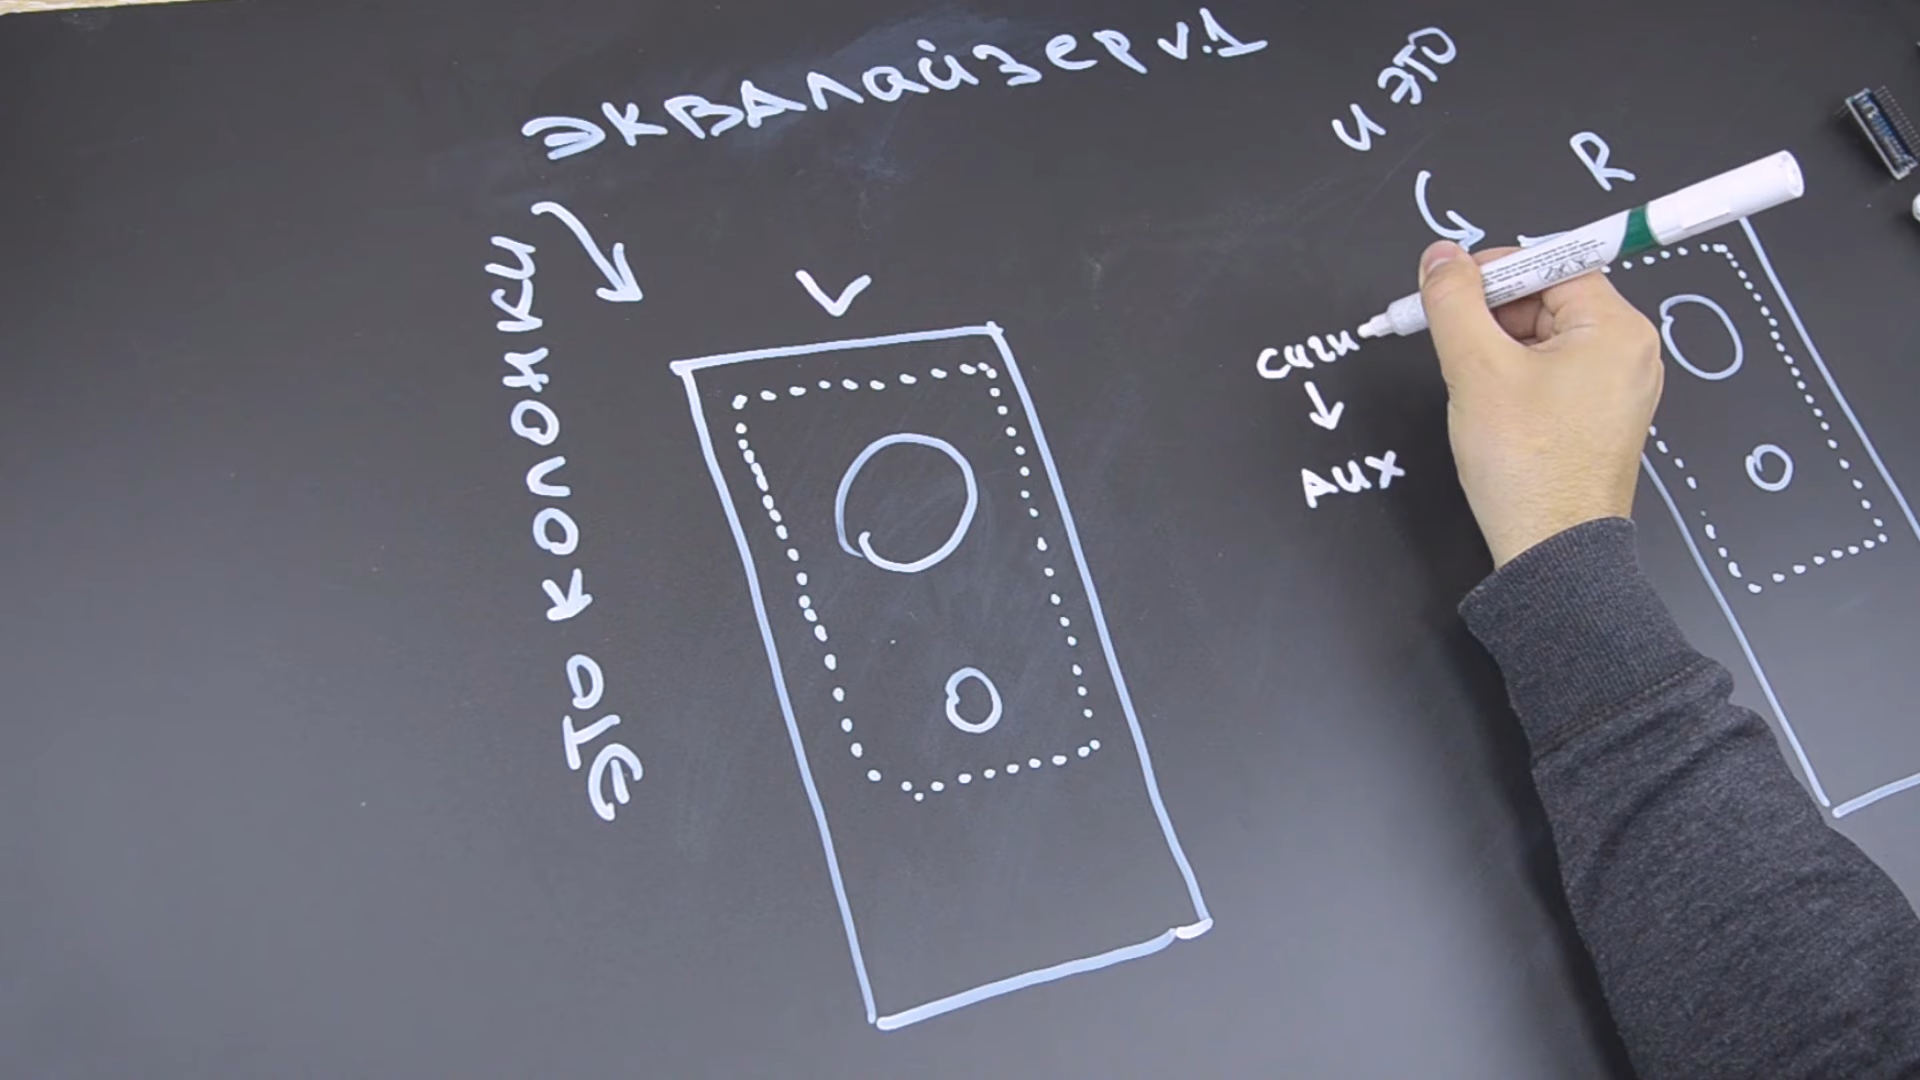 эквалайзер v.1
и это
R
это колонки
L
сигн
AUX